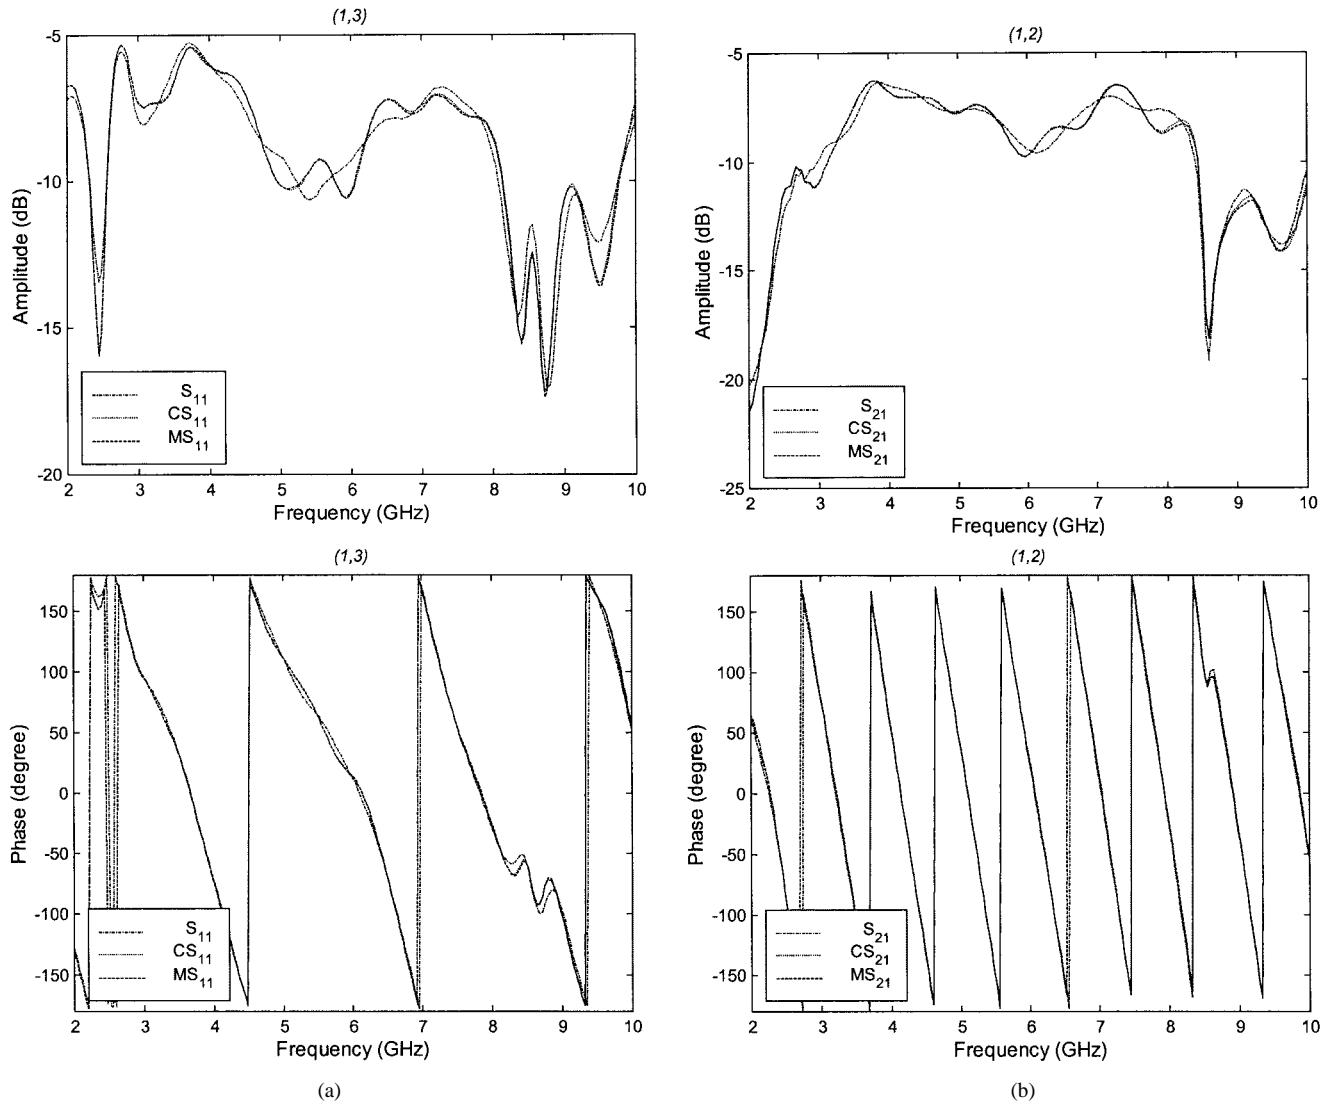 (1,3)
-5
-10
-15
-20
Amplitude (dB)
S11
CS11
MS11
2 3 4 5 6 7 8 9 10
Frequency (GHz)
(1,2)
-5
-10
-15
-20
-25
Amplitude (dB)
S21
CS21
MS21
2 3 4 5 6 7 8 9 10
Frequency (GHz)
(1,3)
150
100
50
0
-50
-100
-150
Phase (degree)
S11
CS11
MS11
2 3 4 5 6 7 8 9 10
Frequency (GHz)
(a)
(1,2)
150
100
50
0
-50
-100
-150
Phase (degree)
S21
CS21
MS21
2 3 4 5 6 7 8 9 10
Frequency (GHz)
(b)